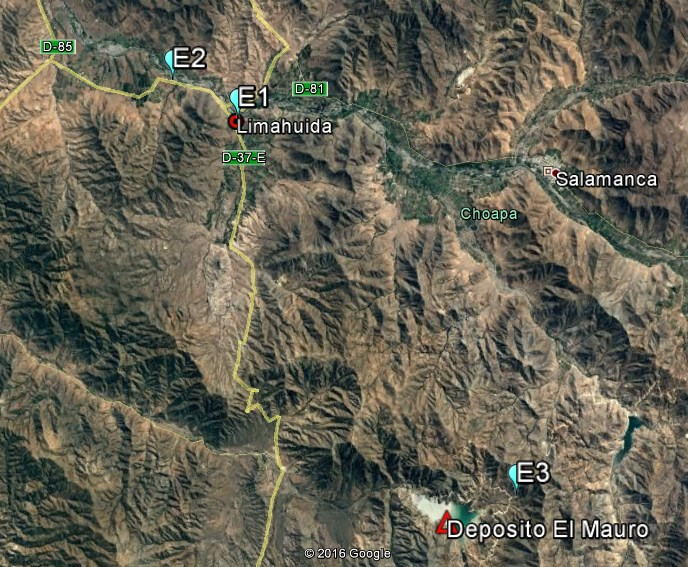 D-85
E2
D-81
E1
Limahuida
D-37-E
Salamanca
Choapa
E3
Deposito El Mauro
© 2016 Google